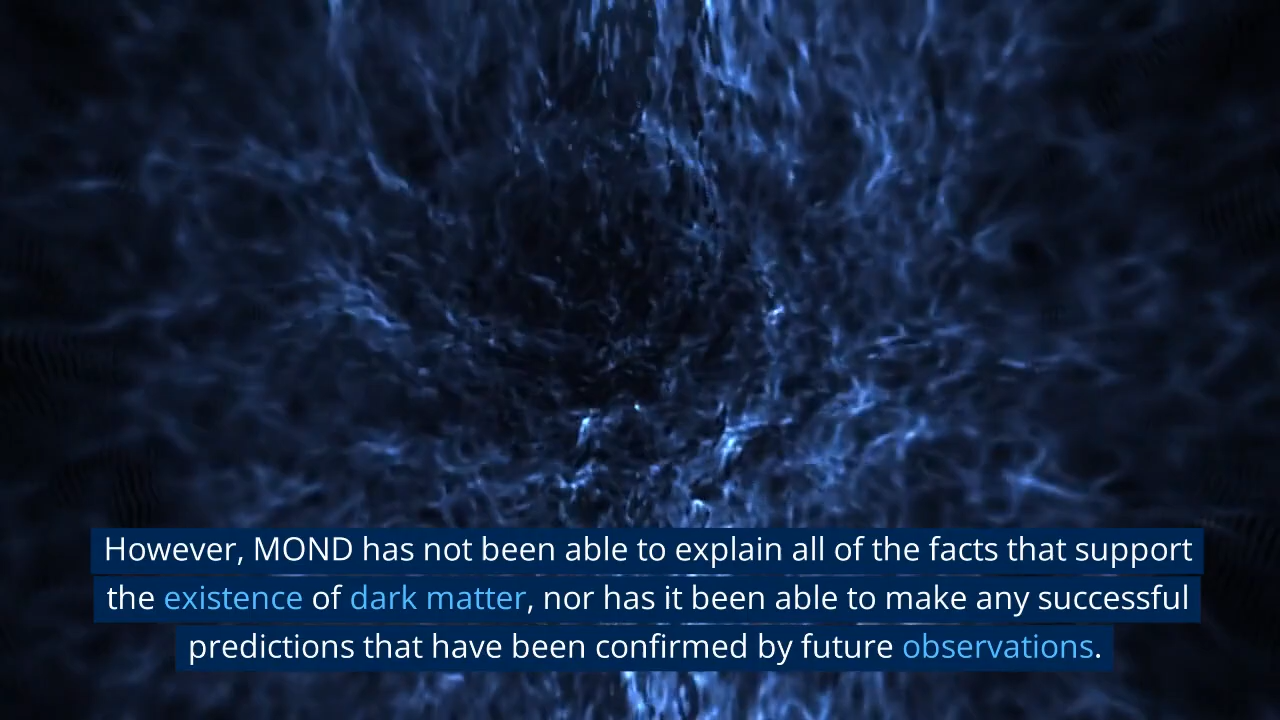 However, MOND has not been able to explain all of the facts that support
the existence of dark matter, nor has it been able to make any successful
predictions that have been confirmed by future observations.